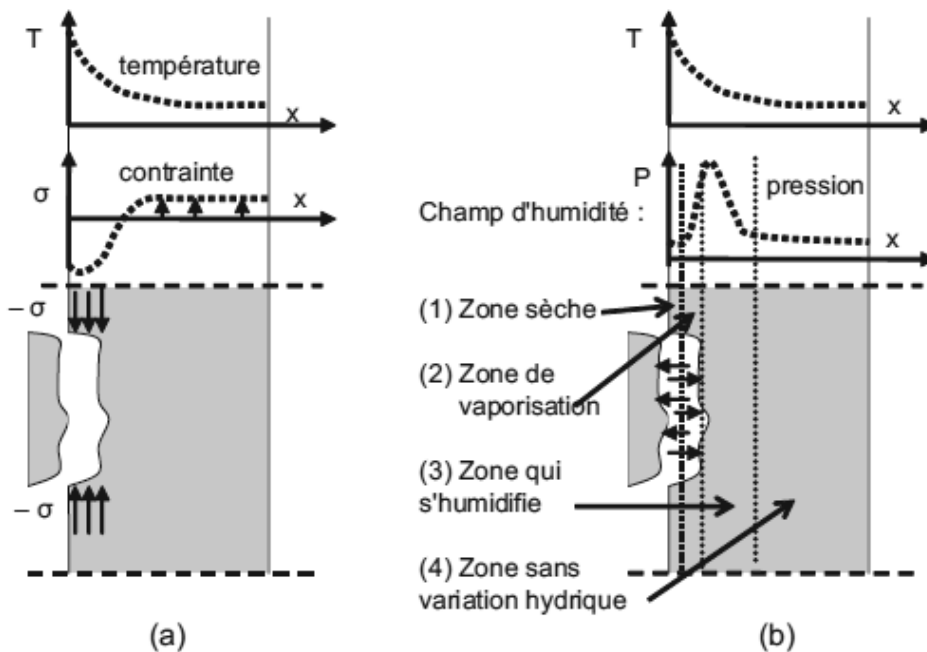 T
température
x
σ
contrainte
x
– σ
– σ
(a)
T
x
P
pression
Champ d'humidité :
x
(1) Zone sèche
(2) Zone de
vaporisation
(3) Zone qui
s'humidifie
(4) Zone sans
variation hydrique
(b)